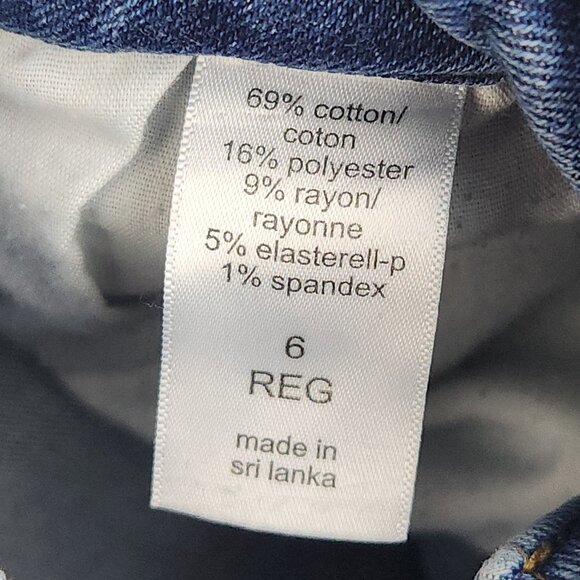 69% cotton/
coton
16% polyester
9% rayon/
rayonne
5% elasterell-p
1% spandex
6
REG
made in
sri lanka